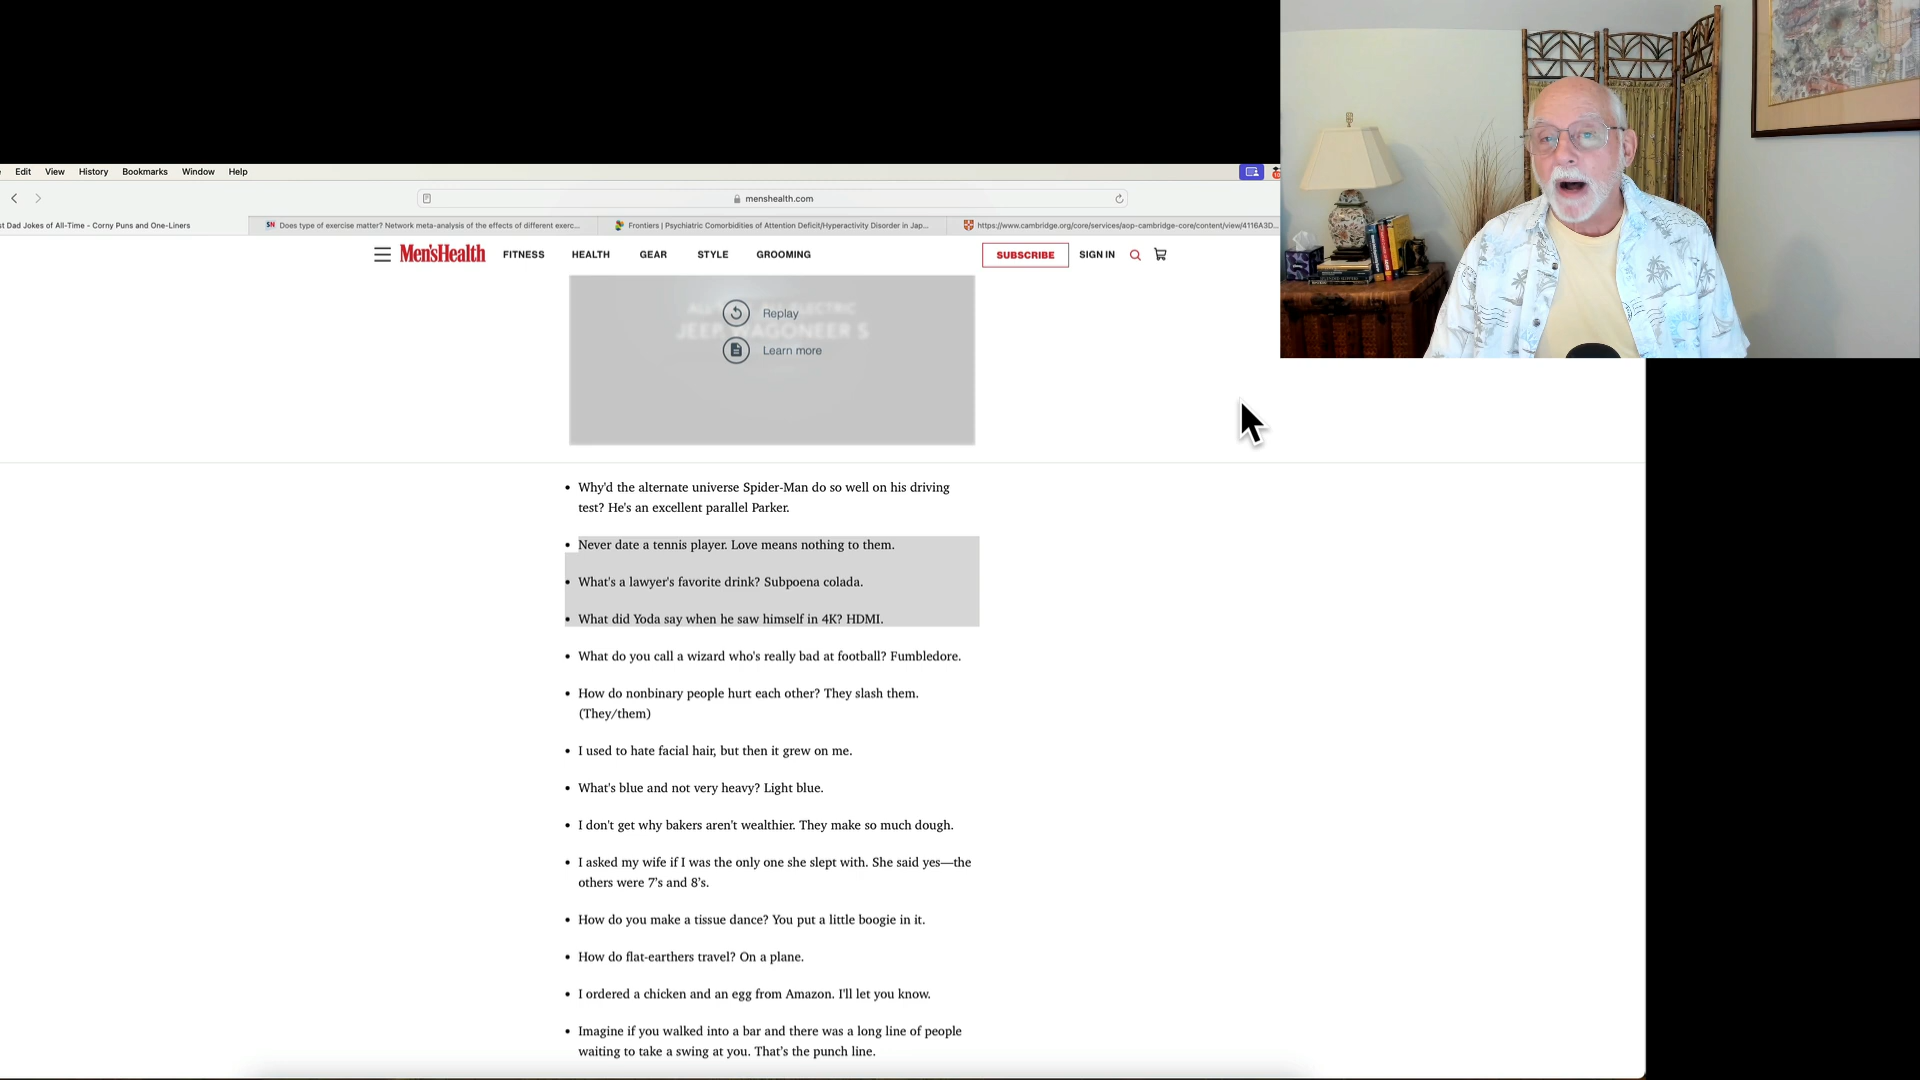 Edit View History Bookmarks Window Help
menshealth.com
st Dad Jokes of All-Time - Corny Puns and One-Liners
SN Does type of exercise matter? Network meta-analysis of the effects of different exerc...
Frontiers | Psychiatric Comorbidities of Attention Deficit/Hyperactivity Disorder in Jap...
https://www.cambridge.org/core/services/aop-cambridge-core/content/view/4116A3D...
Men'sHealth FITNESS HEALTH GEAR STYLE GROOMING SUBSCRIBE SIGN IN
Replay
JEEP WAGONEER S
Learn more
• Why'd the alternate universe Spider-Man do so well on his driving
test? He's an excellent parallel Parker.
• Never date a tennis player. Love means nothing to them.
• What's a lawyer's favorite drink? Subpoena colada.
• What did Yoda say when he saw himself in 4K? HDMI.
• What do you call a wizard who's really bad at football? Fumbledore.
• How do nonbinary people hurt each other? They slash them.
(They/them)
• I used to hate facial hair, but then it grew on me.
• What's blue and not very heavy? Light blue.
• I don't get why bakers aren't wealthier. They make so much dough.
• I asked my wife if I was the only one she slept with. She said yes—the
others were 7's and 8's.
• How do you make a tissue dance? You put a little boogie in it.
• How do flat-earthers travel? On a plane.
• I ordered a chicken and an egg from Amazon. I'll let you know.
• Imagine if you walked into a bar and there was a long line of people
waiting to take a swing at you. That's the punch line.